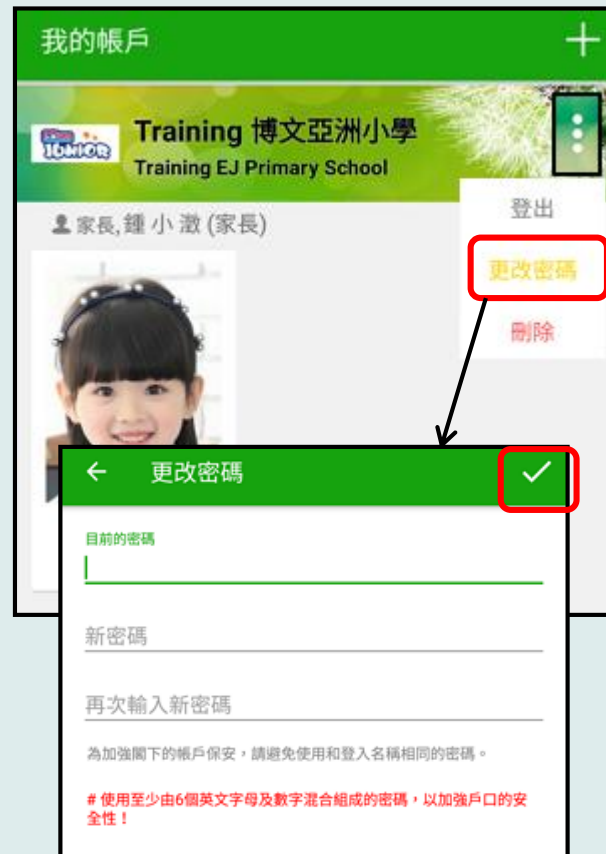 我的帳戶
JUNIOR
Training 博文亞洲小學
Training EJ Primary School
家長, 鍾 小 澂 (家長)
登出
更改密碼
刪除
更改密碼
目前的密碼
新密碼
再次輸入新密碼
為加強閣下的帳戶保安，請避免使用和登入名稱相同的密碼。
# 使用至少由6個英文字母及數字混合組成的密碼，以加強戶口的安
全性！